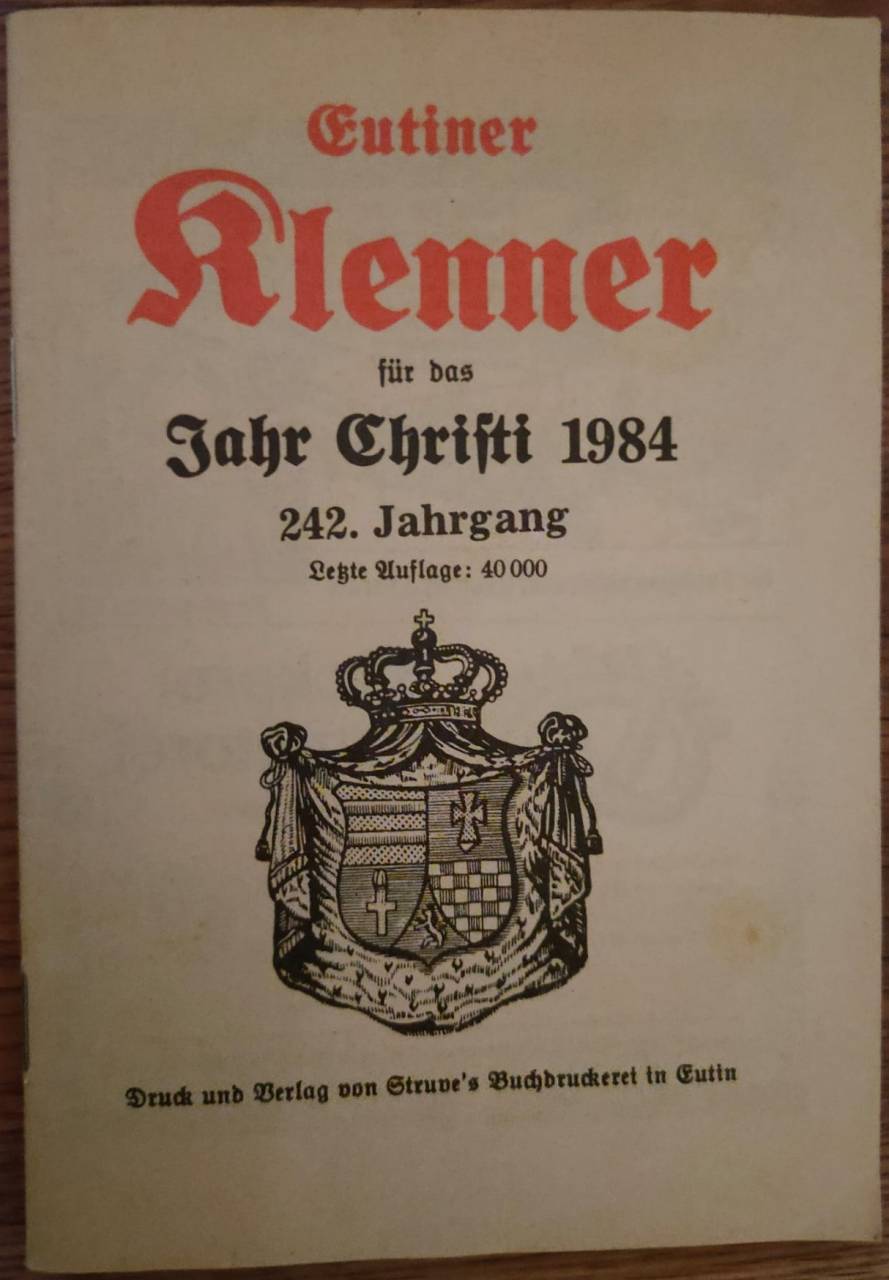 Eutiner
Klenner
für das
Jahr Christi 1984
242. Jahrgang
Letzte Auflage: 40 000
Druck und Verlag von Struve's Buchdruckerei in Eutin